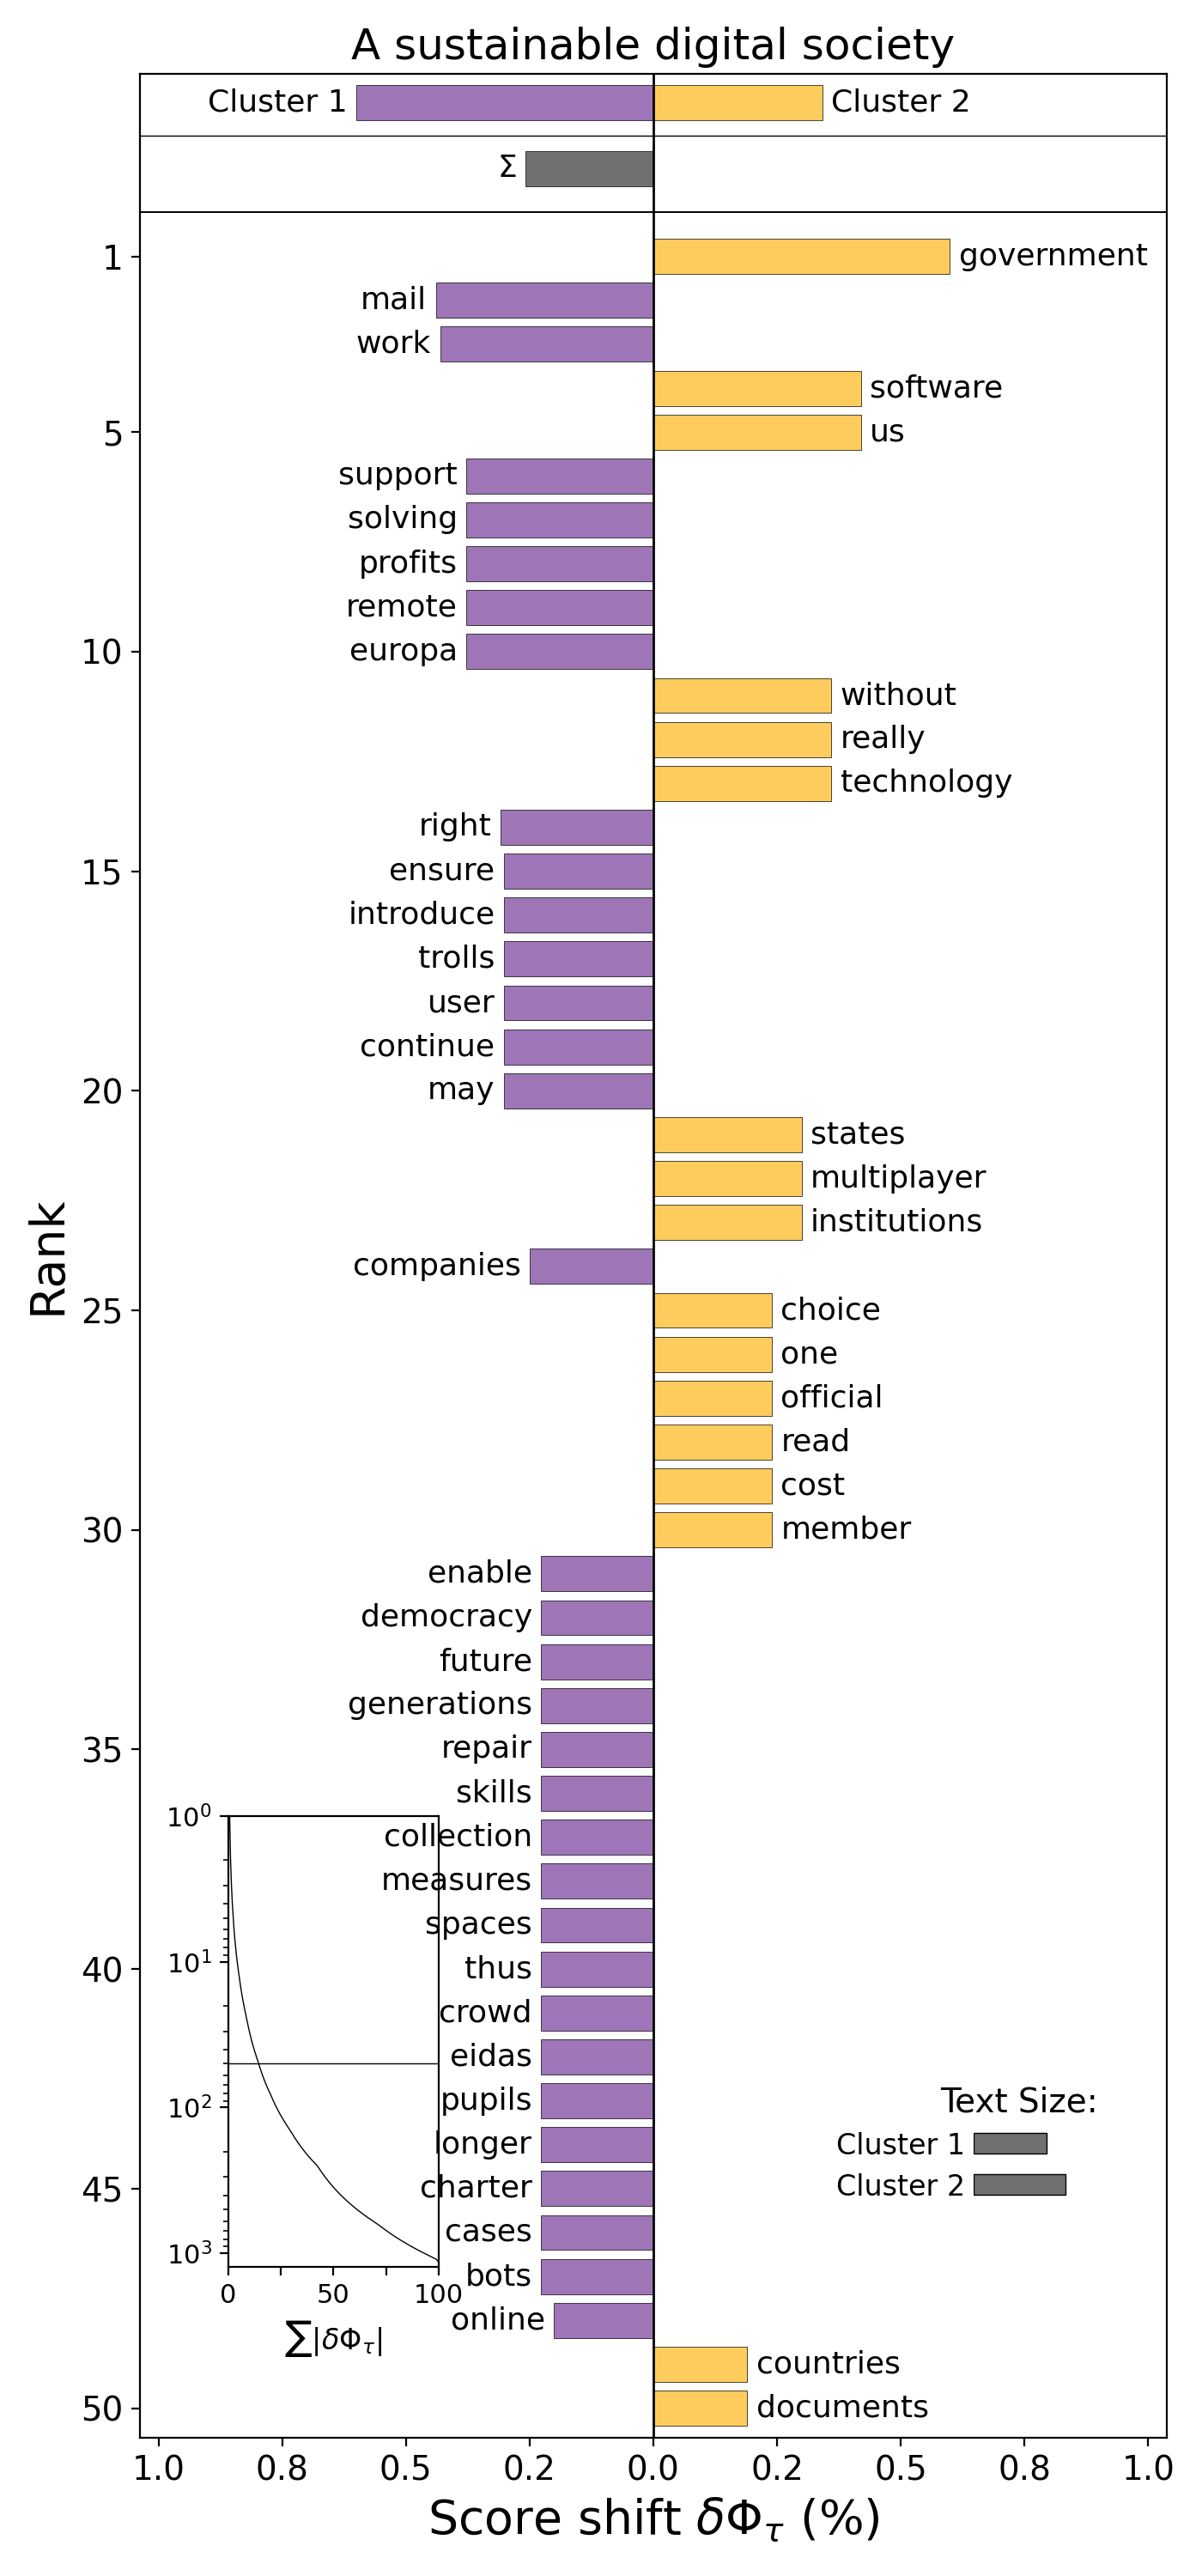 A sustainable digital society
Cluster 1 Cluster 2
Σ
1 government
mail
work
software
5 us
support
solving
profits
remote
10 europa
without
really
technology
right
15 ensure
introduce
trolls
user
continue
20 may
states
multiplayer
institutions
companies
25 choice
one
official
read
cost
30 member
enable
democracy
future
generations
35 repair
skills
collection
measures
spaces
40 thus
crowd
eidas
pupils
longer
45 charter
cases
bots
online
countries
50 documents
Rank
10⁰
10¹
10²
10³
0 50 100
∑|δΦτ|
Text Size:
Cluster 1
Cluster 2
1.0 0.8 0.5 0.2 0.0 0.2 0.5 0.8 1.0
Score shift δΦτ (%)